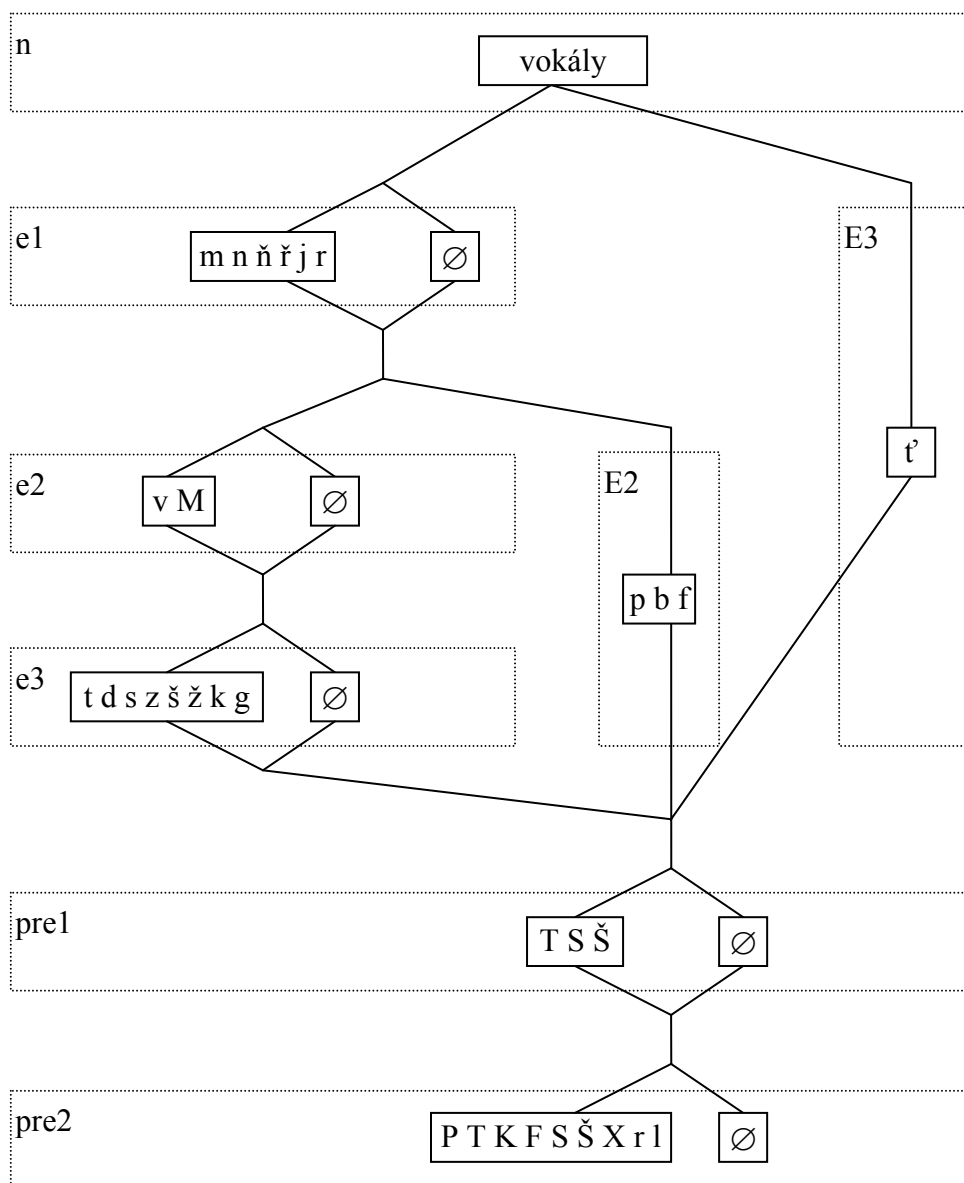 n
vokály
e1
m n ň ř j r
∅
E3
ť
e2
v M
∅
E2
p b f
e3
t d s z š ž k g
∅
pre1
T S Š
∅
pre2
P T K F S Š X r l
∅